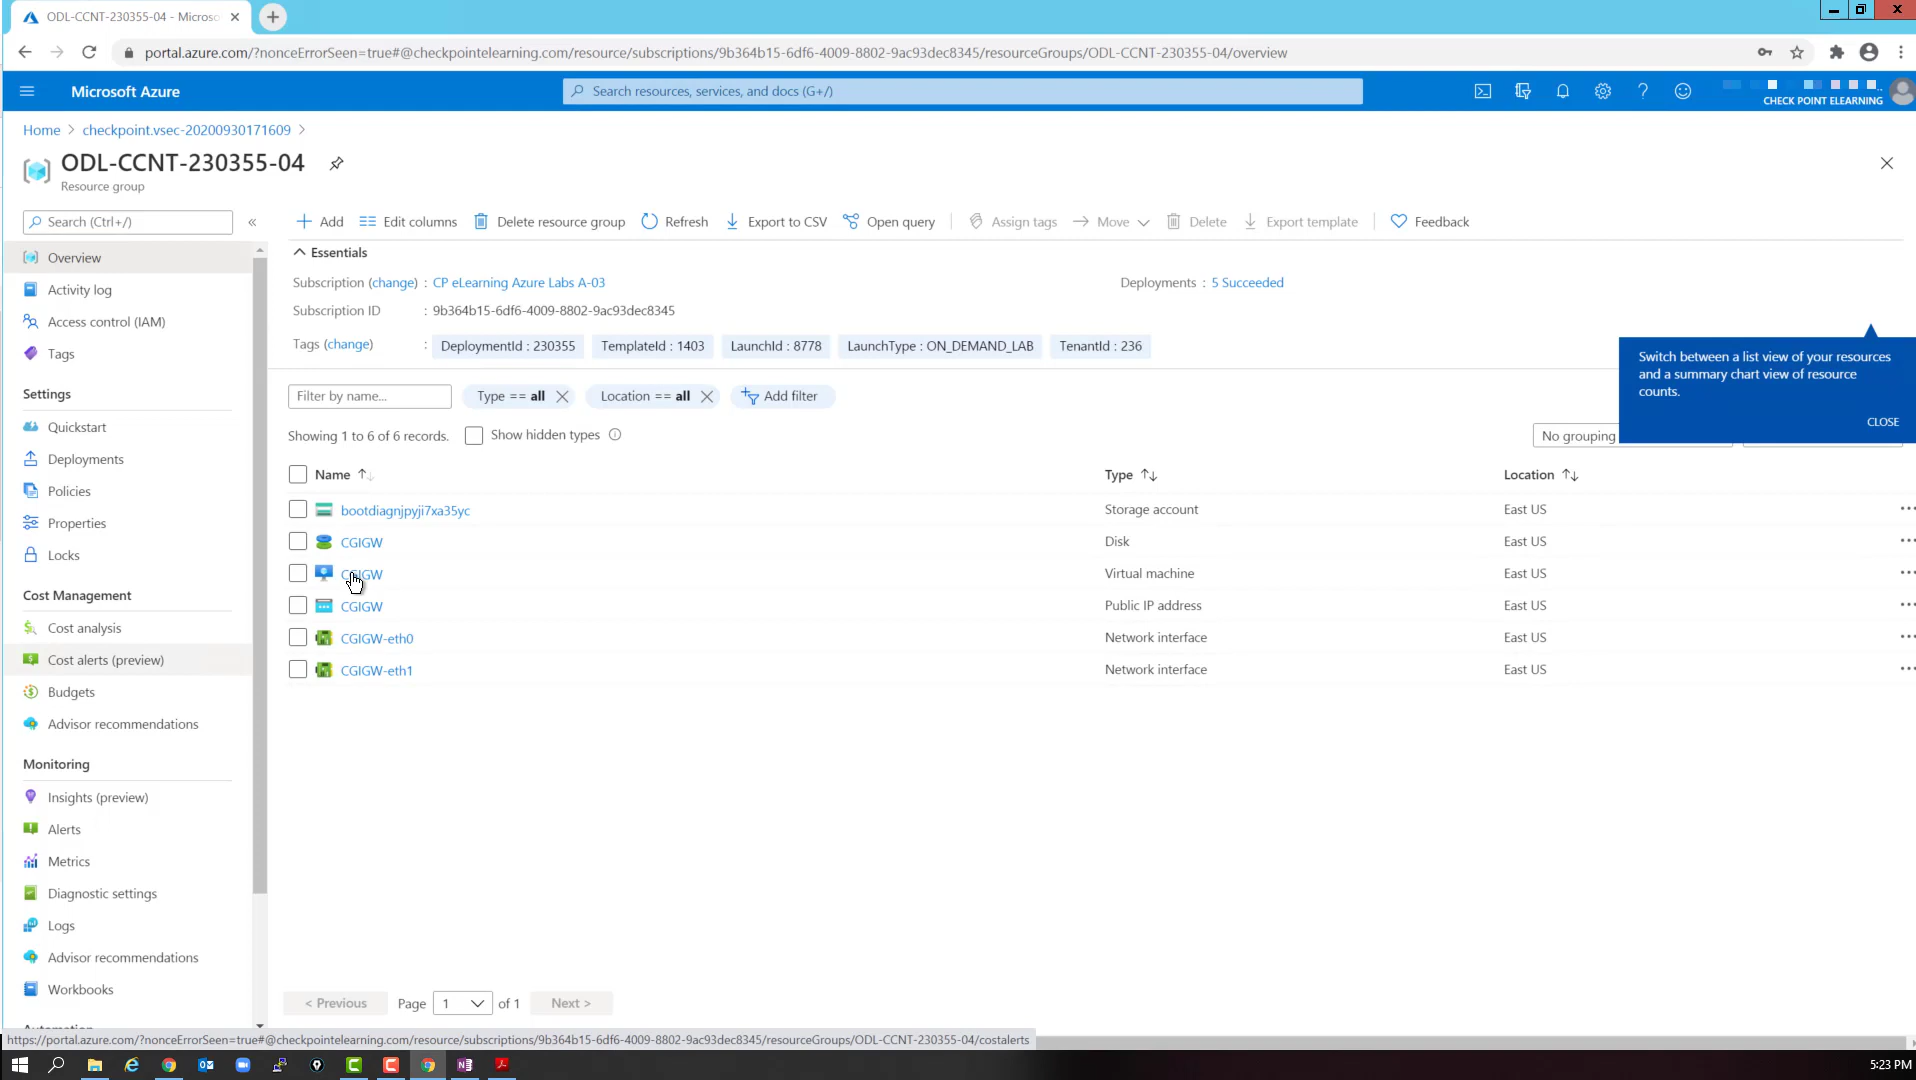 ODL-CCNT-230355-04 - Microso
portal.azure.com/?nonceErrorSeen=true#@checkpointelearning.com/resource/subscriptions/9b364b15-6df6-4009-8802-9ac93dec8345/resourceGroups/ODL-CCNT-230355-04/overview
Microsoft Azure
Search resources, services, and docs (G+/)
CHECK POINT ELEARNING
Home > checkpoint.vsec-20200930171609 >
ODL-CCNT-230355-04
Resource group
Search (Ctrl+/)
«
Add
Edit columns
Delete resource group
Refresh
Export to CSV
Open query
Assign tags
Move
Delete
Export template
Feedback
Overview
Activity log
Access control (IAM)
Tags
Settings
Quickstart
Deployments
Policies
Properties
Locks
Cost Management
Cost analysis
Cost alerts (preview)
Budgets
Advisor recommendations
Monitoring
Insights (preview)
Alerts
Metrics
Diagnostic settings
Logs
Advisor recommendations
Workbooks
Essentials
Subscription (change) : CP eLearning Azure Labs A-03
Deployments : 5 Succeeded
Subscription ID : 9b364b15-6df6-4009-8802-9ac93dec8345
Tags (change) : DeploymentId : 230355 TemplateId : 1403 LaunchId : 8778 LaunchType : ON_DEMAND_LAB TenantId : 236
Switch between a list view of your resources
and a summary chart view of resource
counts.
CLOSE
Filter by name...
Type == all
Location == all
Add filter
Showing 1 to 6 of 6 records.
Show hidden types
No grouping
Name Type Location
bootdiagnjpyji7xa35yc Storage account East US
CGIGW Disk East US
CGIGW Virtual machine East US
CGIGW Public IP address East US
CGIGW-eth0 Network interface East US
CGIGW-eth1 Network interface East US
< Previous Page 1 of 1 Next >
https://portal.azure.com/?nonceErrorSeen=true#@checkpointelearning.com/resource/subscriptions/9b364b15-6df6-4009-8802-9ac93dec8345/resourceGroups/ODL-CCNT-230355-04/costalerts
5:23 PM